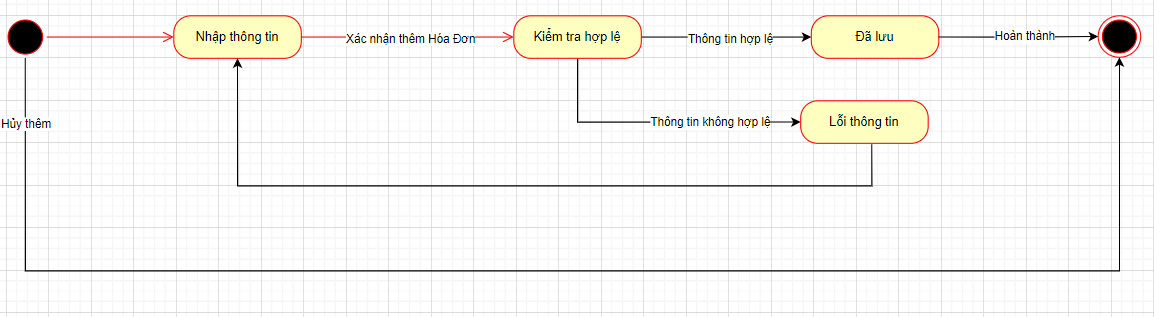 Nhập thông tin
Xác nhận thêm Hóa Đơn
Kiểm tra hợp lệ
Thông tin hợp lệ
Đã lưu
Hoàn thành
Hủy thêm
Thông tin không hợp lệ
Lỗi thông tin